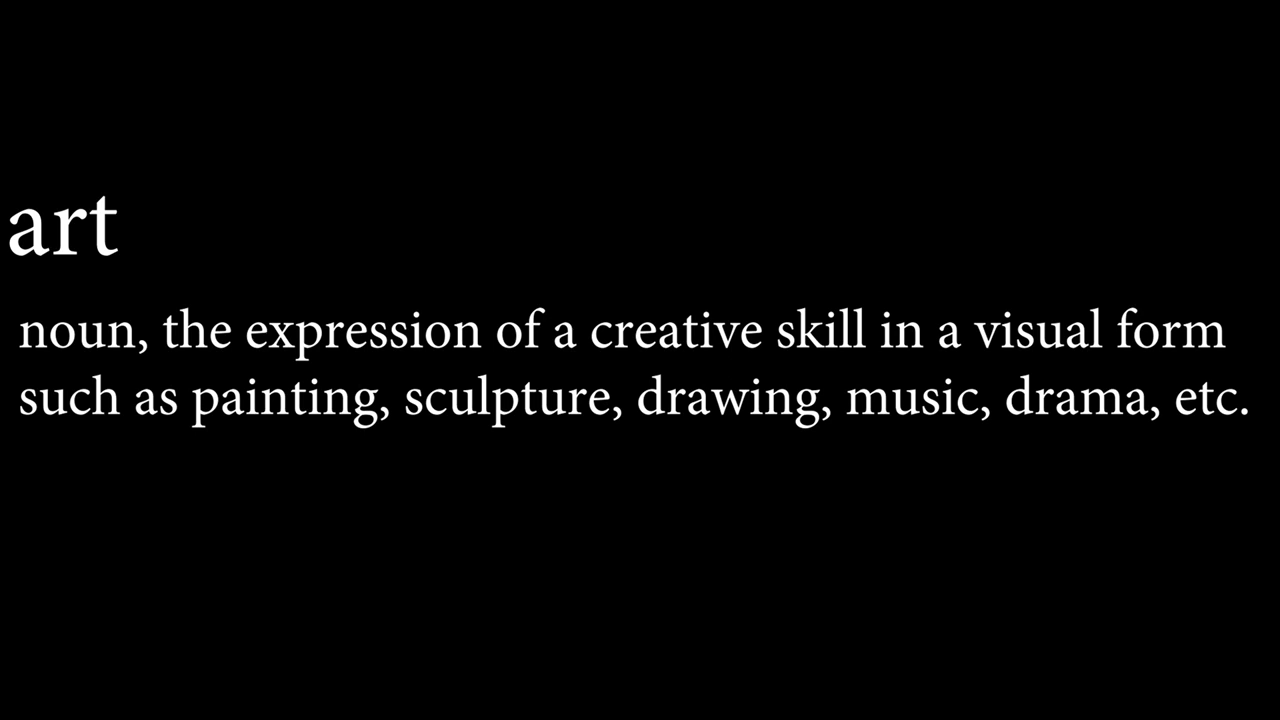 art
noun, the expression of a creative skill in a visual form
such as painting, sculpture, drawing, music, drama, etc.